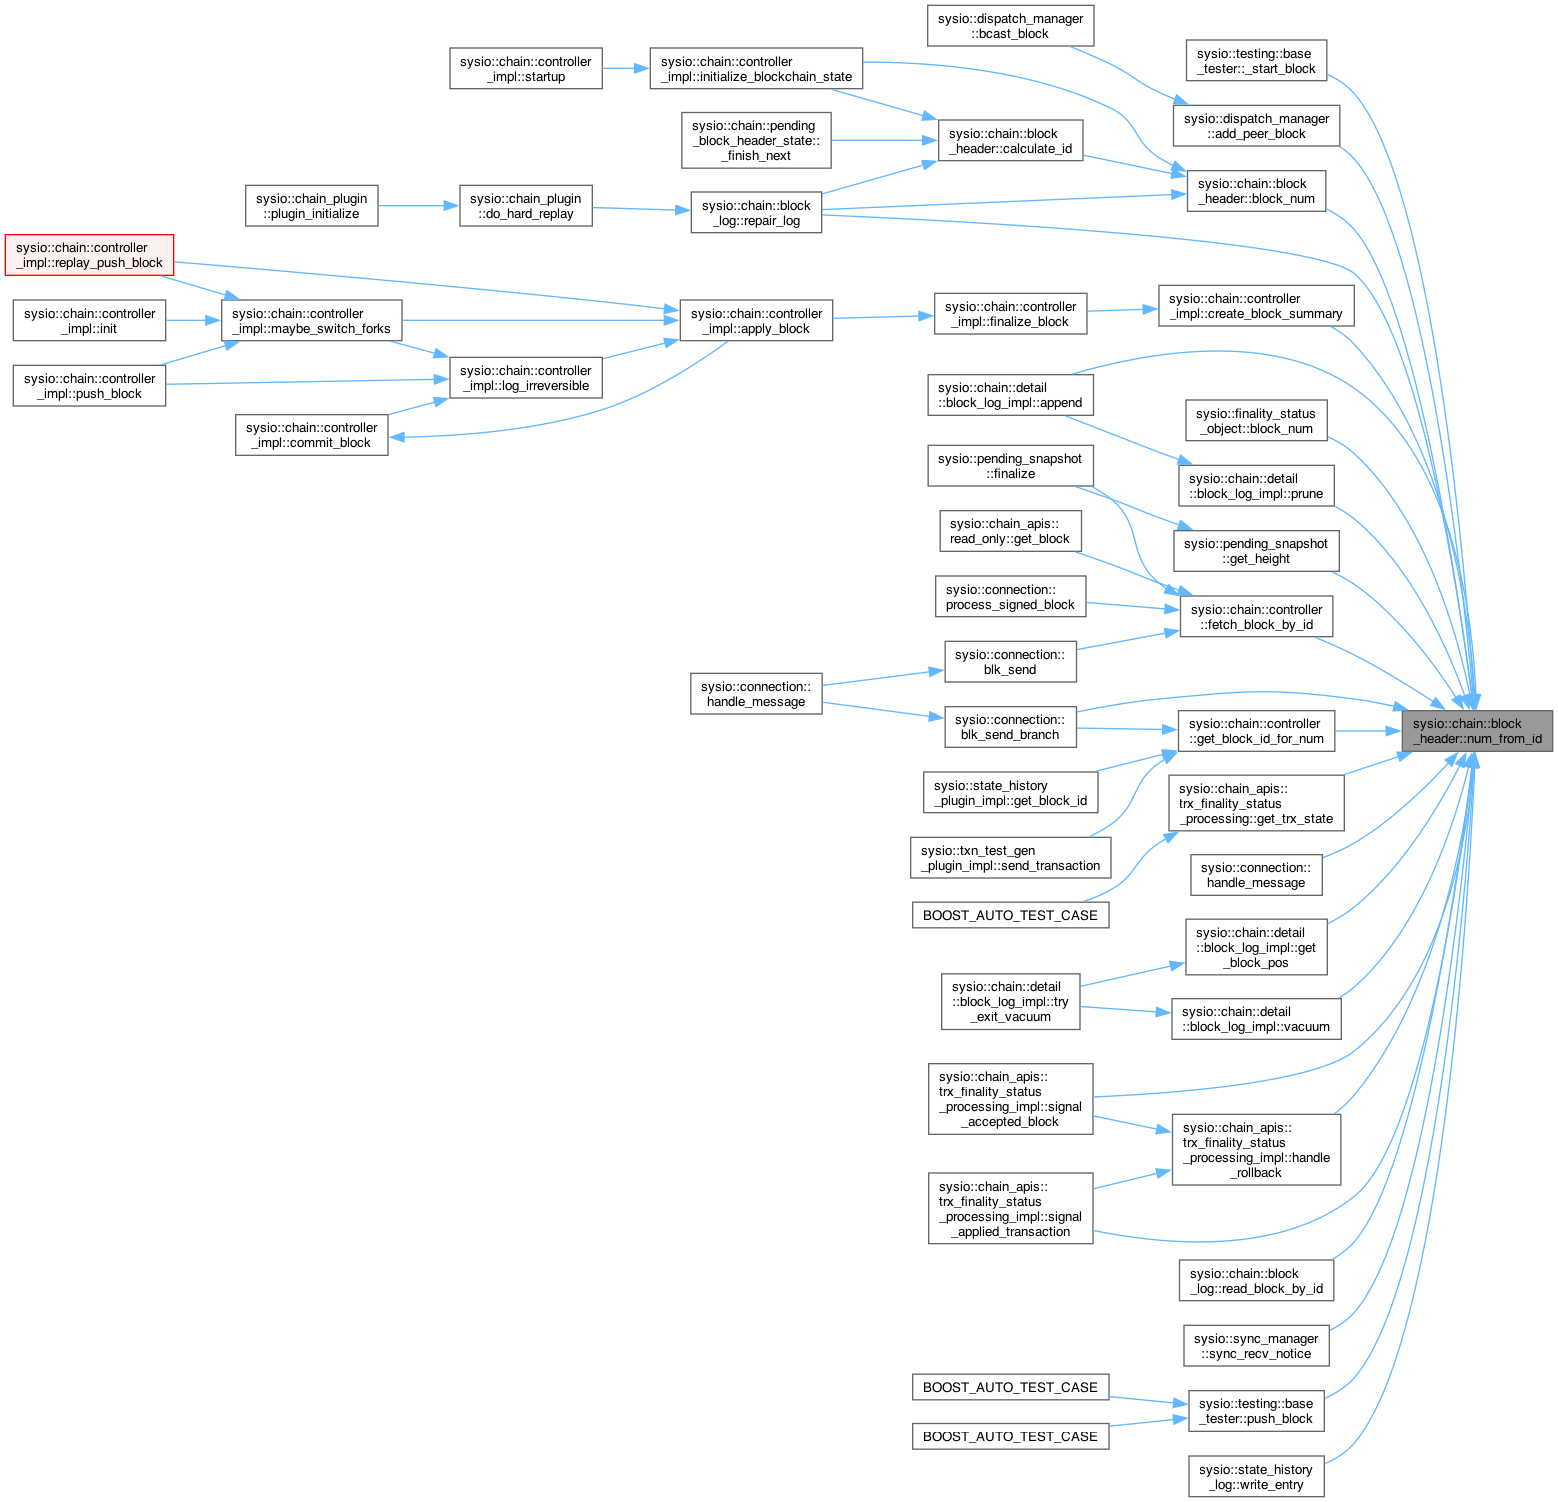 sysio::dispatch_manager
::bcast_block
sysio::testing::base
_tester::_start_block
sysio::chain::controller
_impl::startup
sysio::chain::controller
_impl::initialize_blockchain_state
sysio::dispatch_manager
::add_peer_block
sysio::chain::pending
_block_header_state::
_finish_next
sysio::chain::block
_header::calculate_id
sysio::chain::block
_header::block_num
sysio::chain_plugin
::plugin_initialize
sysio::chain_plugin
::do_hard_replay
sysio::chain::block
_log::repair_log
sysio::chain::controller
_impl::replay_push_block
sysio::chain::controller
_impl::init
sysio::chain::controller
_impl::maybe_switch_forks
sysio::chain::controller
_impl::apply_block
sysio::chain::controller
_impl::finalize_block
sysio::chain::controller
_impl::create_block_summary
sysio::chain::controller
_impl::push_block
sysio::chain::controller
_impl::log_irreversible
sysio::chain::controller
_impl::commit_block
sysio::chain::detail
::block_log_impl::append
sysio::finality_status
_object::block_num
sysio::pending_snapshot
::finalize
sysio::chain::detail
::block_log_impl::prune
sysio::chain_apis::
read_only::get_block
sysio::pending_snapshot
::get_height
sysio::connection::
process_signed_block
sysio::chain::controller
::fetch_block_by_id
sysio::connection::
blk_send
sysio::connection::
handle_message
sysio::connection::
blk_send_branch
sysio::chain::controller
::get_block_id_for_num
sysio::chain::block
_header::num_from_id
sysio::state_history
_plugin_impl::get_block_id
sysio::chain_apis::
trx_finality_status
_processing::get_trx_state
sysio::txn_test_gen
_plugin_impl::send_transaction
sysio::connection::
handle_message
BOOST_AUTO_TEST_CASE
sysio::chain::detail
::block_log_impl::get
_block_pos
sysio::chain::detail
::block_log_impl::try
_exit_vacuum
sysio::chain::detail
::block_log_impl::vacuum
sysio::chain_apis::
trx_finality_status
_processing_impl::signal
_accepted_block
sysio::chain_apis::
trx_finality_status
_processing_impl::handle
_rollback
sysio::chain_apis::
trx_finality_status
_processing_impl::signal
_applied_transaction
sysio::chain::block
_log::read_block_by_id
sysio::sync_manager
::sync_recv_notice
BOOST_AUTO_TEST_CASE
sysio::testing::base
_tester::push_block
BOOST_AUTO_TEST_CASE
sysio::state_history
_log::write_entry